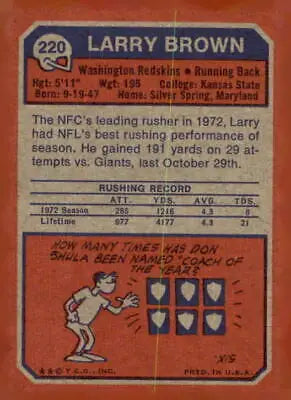 220 LARRY BROWN
Washington Redskins ● Running Back
Hgt: 5'11" Wgt: 195 College: Kansas State
Born: 9-19-47 Home: Silver Spring, Maryland
The NFC's leading rusher in 1972, Larry
had NFL's best rushing performance of
season. He gained 191 yards on 29 at-
tempts vs. Giants, last October 29th.
RUSHING RECORD
ATT. YDS. AVG. TDS
1972 Season 285 1216 4.3 8
Lifetime 977 4177 4.3 21
HOW MANY TIMES HAS DON
SHULA BEEN NAMED "COACH OF
THE YEAR?
SIX.
★★© T.C.G., INC. PRTD. IN U.S.A.